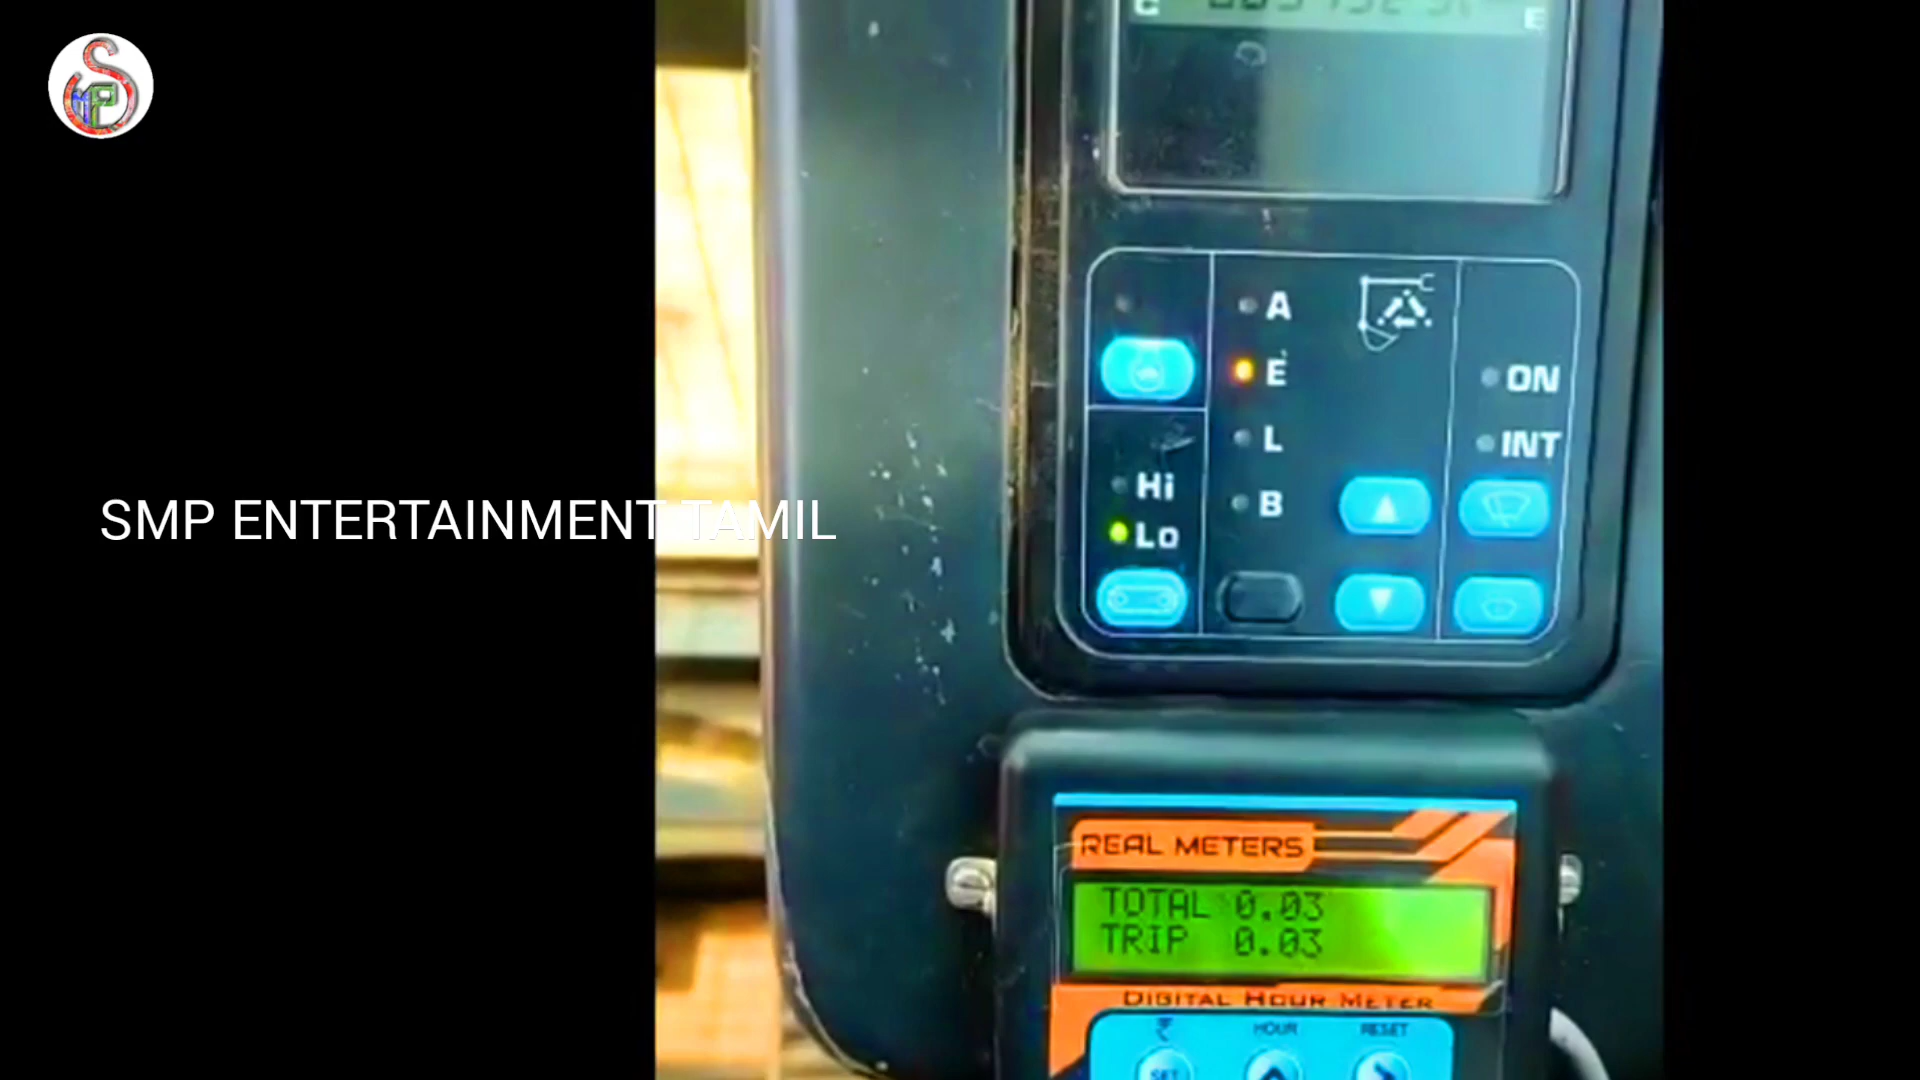 C
E
A
E
L
B
Hi
Lo
ON
INT
SMP ENTERTAINMENT TAMIL
REAL METERS
TOTAL 0.03
TRIP 0.03
DIGITAL HOUR METER
₹ HOUR RESET
SET